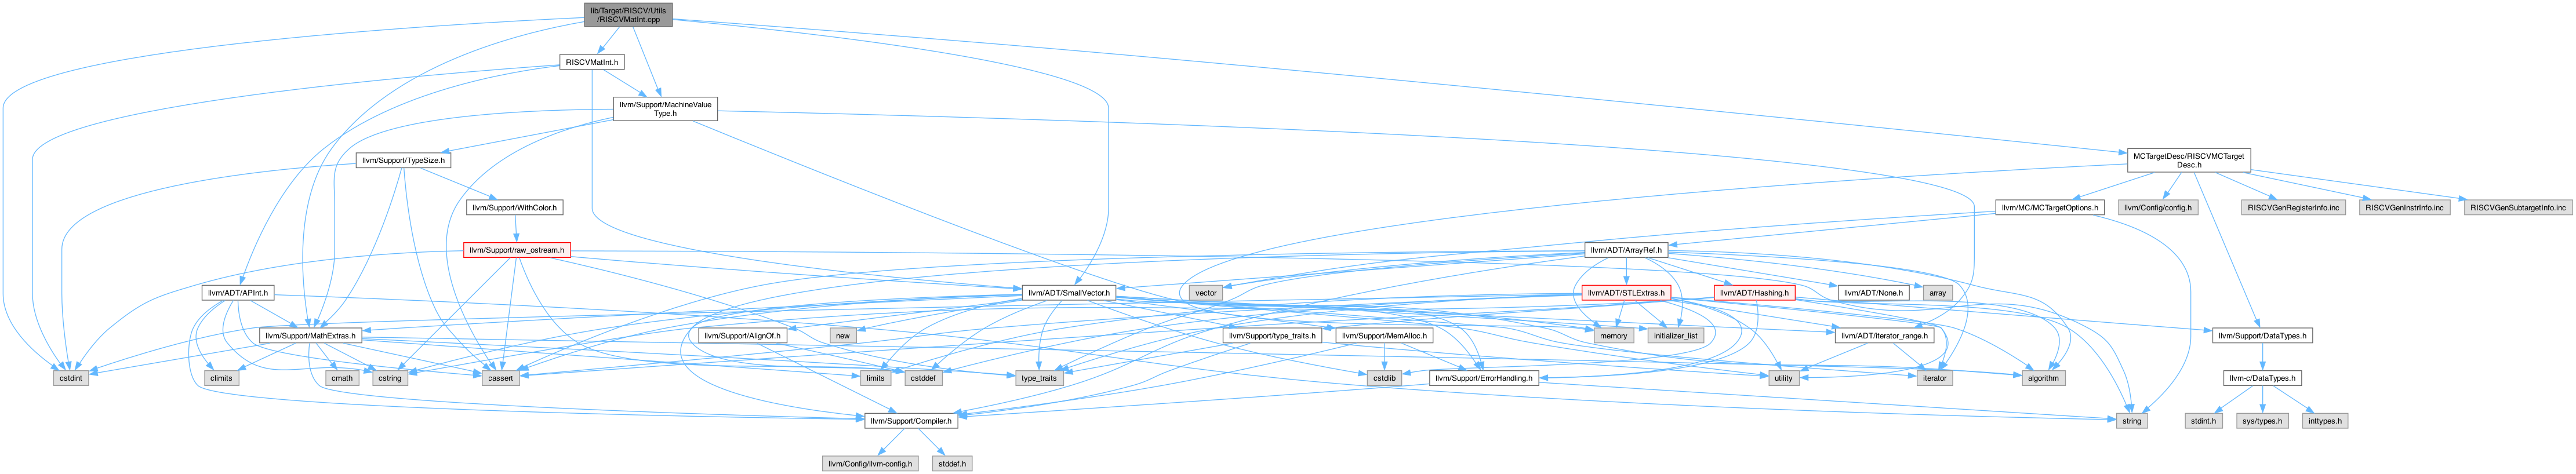 lib/Target/RISCV/Utils
/RISCVMatInt.cpp
RISCVMatInt.h
llvm/Support/MachineValue
Type.h
llvm/Support/TypeSize.h
MCTargetDesc/RISCVMCTarget
Desc.h
llvm/Support/WithColor.h
llvm/MC/MCTargetOptions.h
llvm/Config/config.h
RISCVGenRegisterInfo.inc
RISCVGenInstrInfo.inc
RISCVGenSubtargetInfo.inc
llvm/Support/raw_ostream.h
llvm/ADT/ArrayRef.h
llvm/ADT/APInt.h
llvm/ADT/SmallVector.h
vector
llvm/ADT/STLExtras.h
llvm/ADT/Hashing.h
llvm/ADT/None.h
array
llvm/Support/MathExtras.h
llvm/Support/AlignOf.h
new
llvm/Support/type_traits.h
llvm/Support/MemAlloc.h
memory
initializer_list
llvm/ADT/iterator_range.h
llvm/Support/DataTypes.h
cstdint
climits
cmath
cstring
cassert
limits
cstddef
type_traits
cstdlib
llvm/Support/ErrorHandling.h
utility
iterator
algorithm
llvm-c/DataTypes.h
llvm/Support/Compiler.h
string
stdint.h
sys/types.h
inttypes.h
llvm/Config/llvm-config.h
stddef.h